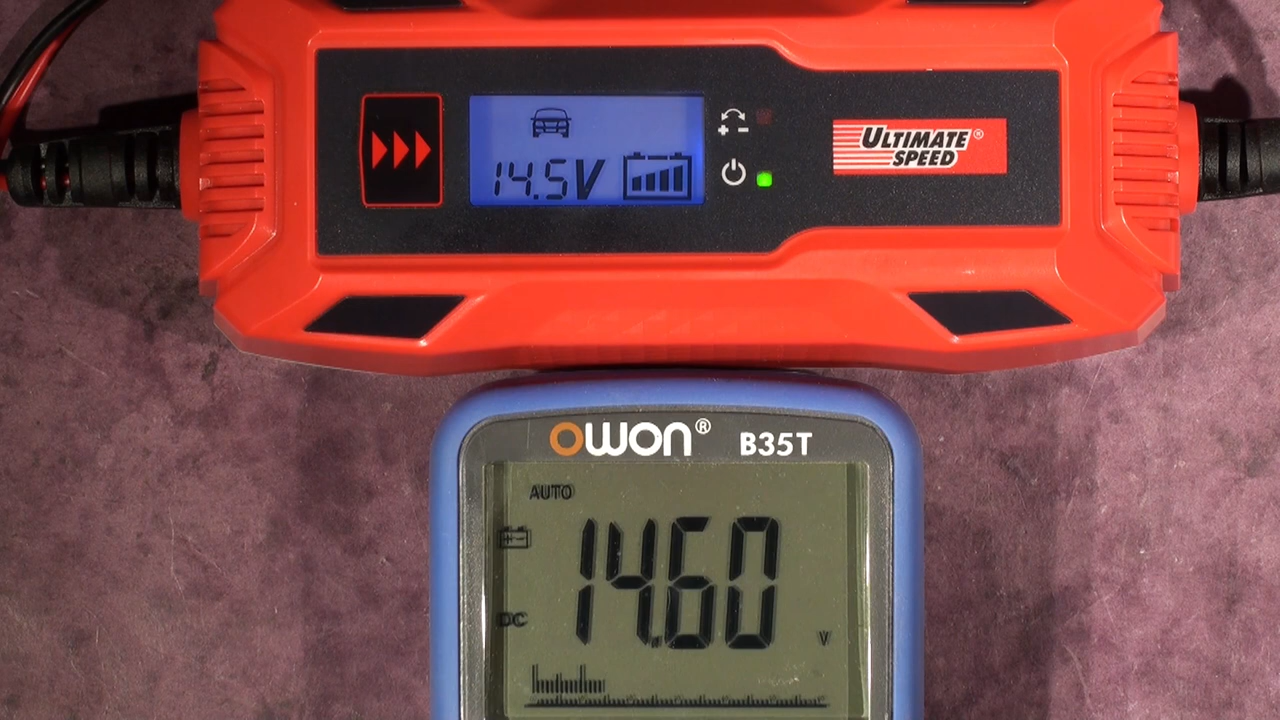 14.5V
ULTIMATE SPEED®
OWON® B35T
AUTO
DC
14.60 V